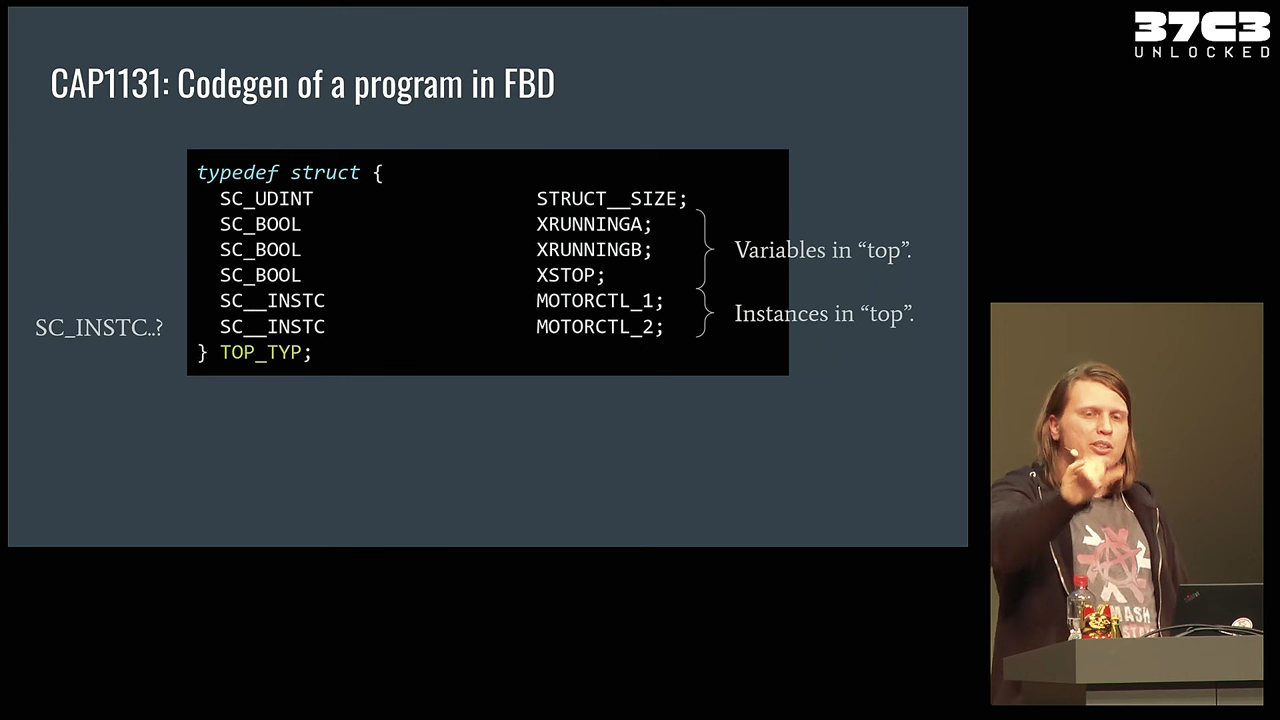 37C3
UNLOCKED
CAP1131: Codegen of a program in FBD
typedef struct {
SC_UDINT STRUCT__SIZE;
SC_BOOL XRUNNINGA;
SC_BOOL XRUNNINGB;
SC_BOOL XSTOP;
SC__INSTC MOTORCTL_1;
SC__INSTC MOTORCTL_2;
} TOP_TYP;
Variables in “top”.
Instances in “top”.
SC_INSTC..?
SMASH